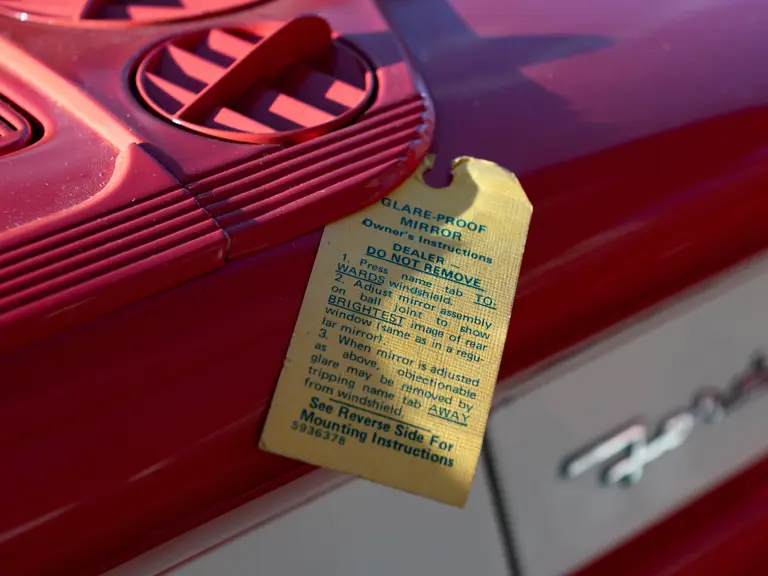 GLARE-PROOF
MIRROR
Owner's Instructions
DEALER
DO NOT REMOVE
1. Press name tab TO-
WARDS windshield.
2. Adjust mirror assembly
on ball joint to show
BRIGHTEST image of rear
window (same as in a regu-
lar mirror).
3. When mirror is adjusted
as above, objectionable
glare may be removed by
tripping name tab AWAY
from windshield.
See Reverse Side For
Mounting Instructions
5936378